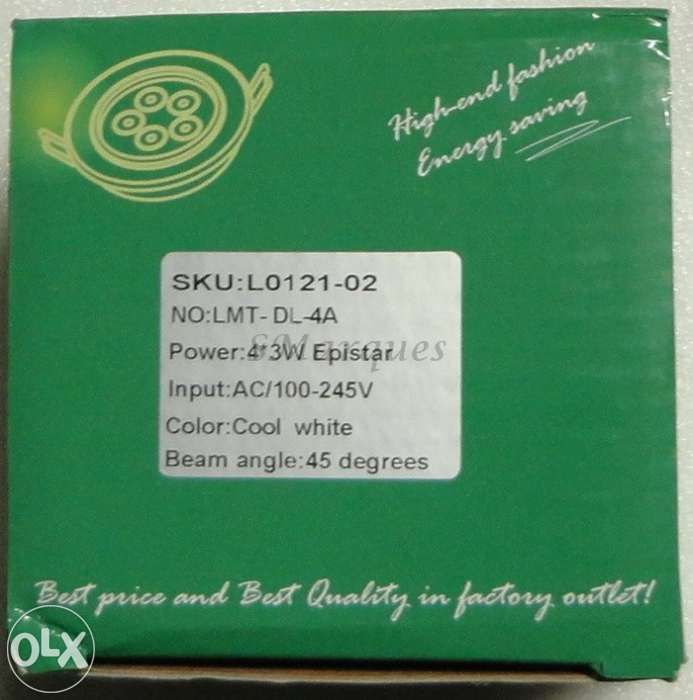 High-end fashion
Energy saving
SKU:L0121-02
NO:LMT-DL-4A
Power:4*3W Epistar
Input:AC/100-245V
Color:Cool white
Beam angle:45 degrees
Best price and Best Quality in factory outlet!
OLX